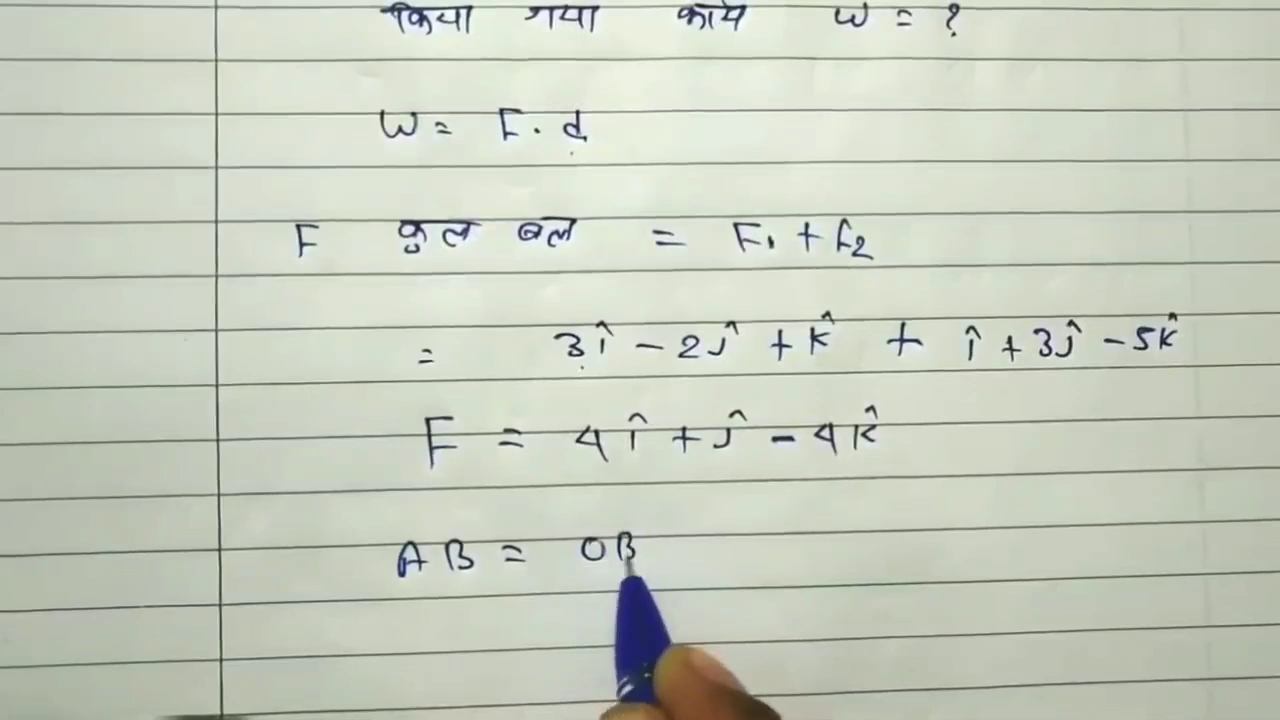 किया गया कार्य W = ?
W = F . d
F कुल बल = F₁ + F₂
= 3î - 2ĵ + k̂ + î + 3ĵ - 5k̂
F = 4î + ĵ - 4k̂
AB = OB